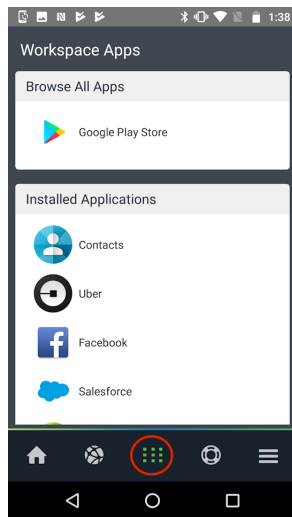 1:38
Workspace Apps
Browse All Apps
Google Play Store
Installed Applications
Contacts
Uber
Facebook
Salesforce